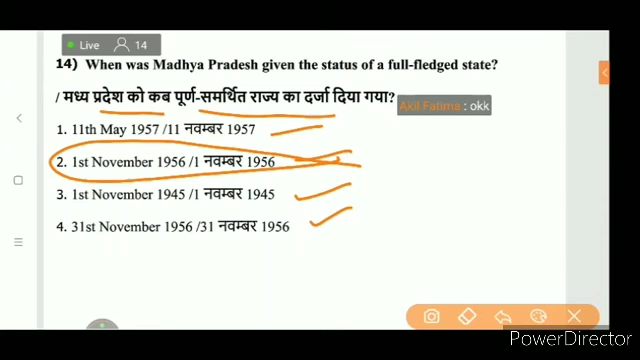 Live 14
14) When was Madhya Pradesh given the status of a full-fledged state?
/ मध्य प्रदेश को कब पूर्ण-समर्थित राज्य का दर्जा दिया गया?
Akil Fatima : okk
1. 11th May 1957 /11 नवम्बर 1957
2. 1st November 1956 /1 नवम्बर 1956
3. 1st November 1945 /1 नवम्बर 1945
4. 31st November 1956 /31 नवम्बर 1956
PowerDirector